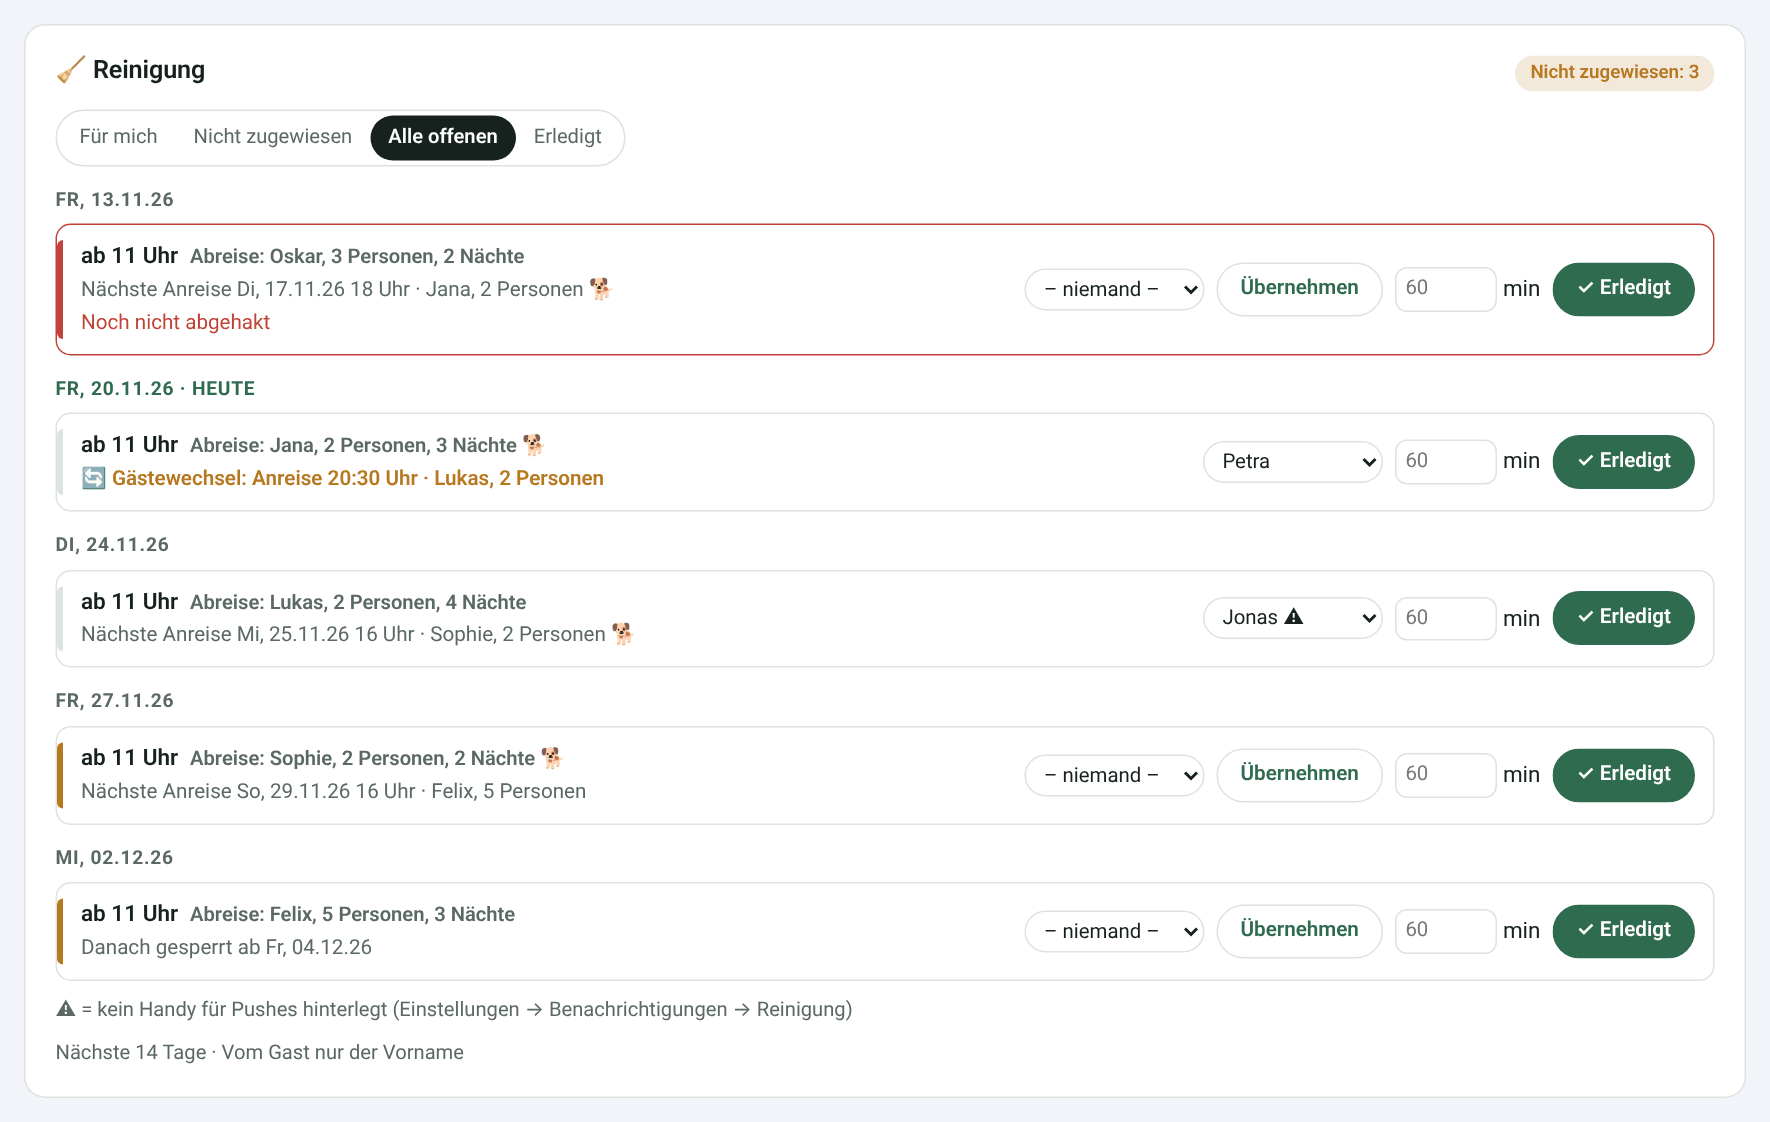 🧹 Reinigung
Nicht zugewiesen: 3
Für mich Nicht zugewiesen Alle offenen Erledigt
FR, 13.11.26
ab 11 Uhr Abreise: Oskar, 3 Personen, 2 Nächte
Nächste Anreise Di, 17.11.26 18 Uhr · Jana, 2 Personen 🐕
Noch nicht abgehakt
– niemand – Übernehmen 60 min ✓ Erledigt
FR, 20.11.26 · HEUTE
ab 11 Uhr Abreise: Jana, 2 Personen, 3 Nächte 🐕
🔄 Gästewechsel: Anreise 20:30 Uhr · Lukas, 2 Personen
Petra 60 min ✓ Erledigt
DI, 24.11.26
ab 11 Uhr Abreise: Lukas, 2 Personen, 4 Nächte
Nächste Anreise Mi, 25.11.26 16 Uhr · Sophie, 2 Personen 🐕
Jonas ⚠ 60 min ✓ Erledigt
FR, 27.11.26
ab 11 Uhr Abreise: Sophie, 2 Personen, 2 Nächte 🐕
Nächste Anreise So, 29.11.26 16 Uhr · Felix, 5 Personen
– niemand – Übernehmen 60 min ✓ Erledigt
MI, 02.12.26
ab 11 Uhr Abreise: Felix, 5 Personen, 3 Nächte
Danach gesperrt ab Fr, 04.12.26
– niemand – Übernehmen 60 min ✓ Erledigt
⚠ = kein Handy für Pushes hinterlegt (Einstellungen → Benachrichtigungen → Reinigung)
Nächste 14 Tage · Vom Gast nur der Vorname